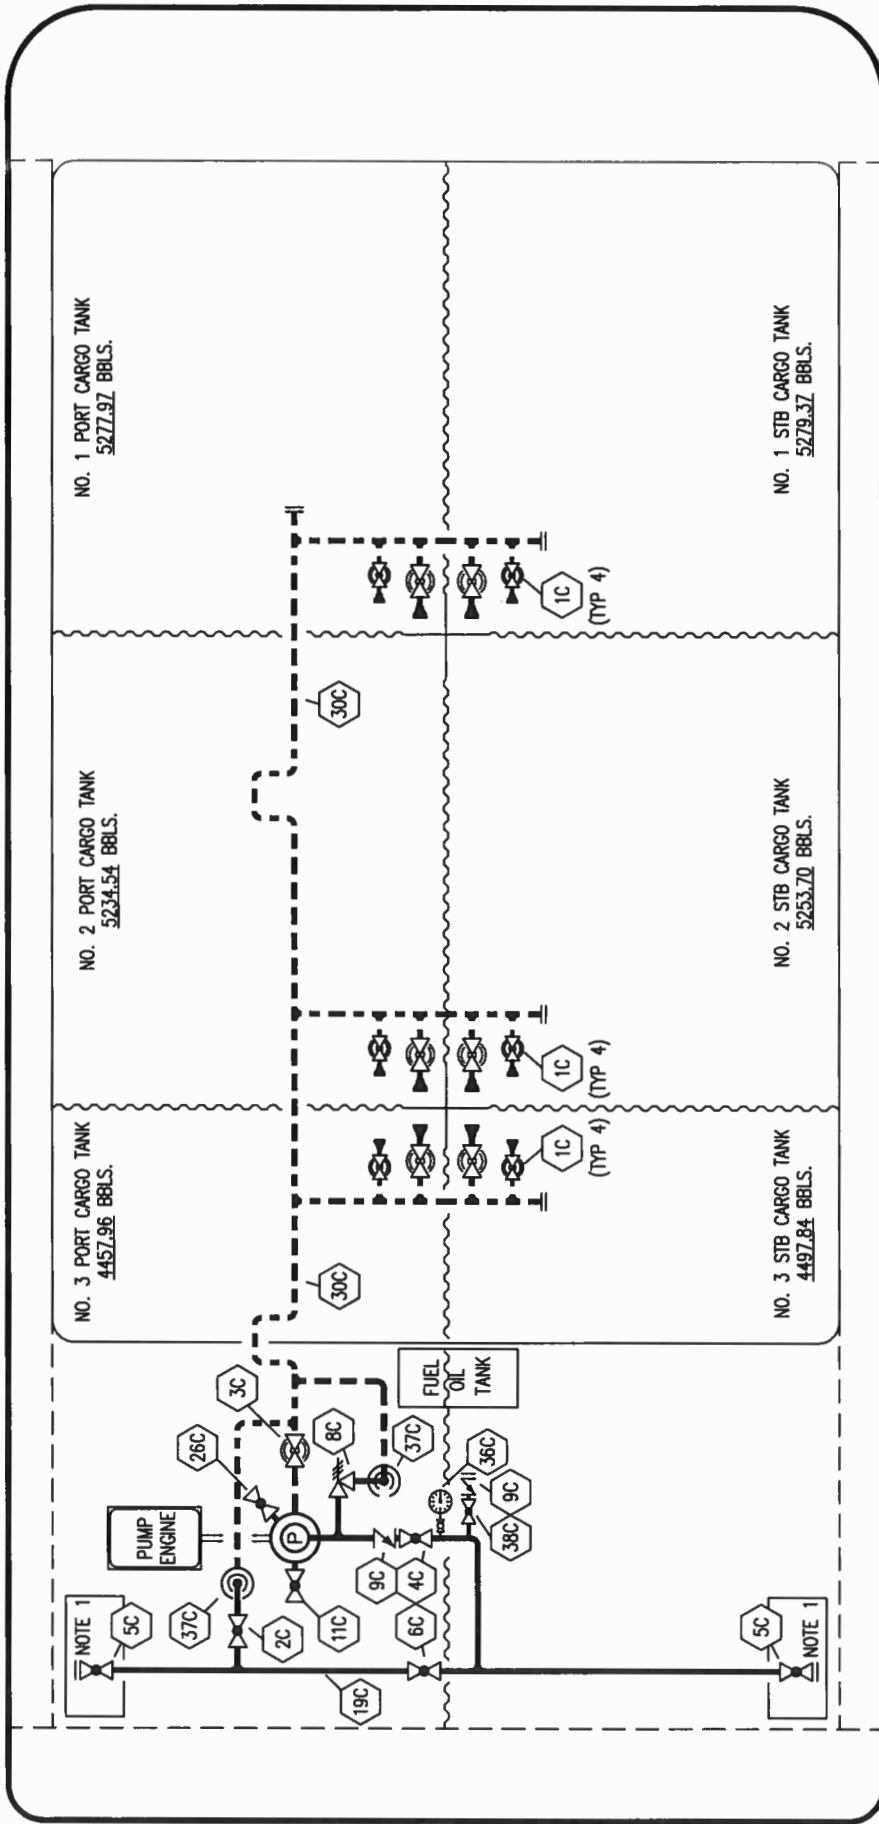 NO. 3 PORT CARGO TANK
4457.96 BBLS.
NO. 2 PORT CARGO TANK
5234.54 BBLS.
NO. 1 PORT CARGO TANK
5277.97 BBLS.
NOTE 1
5C
PUMP
ENGINE
26C
3C
37C
2C
P
11C
8C
37C
19C
30C
30C
9C
4C
6C
36C
38C
9C
FUEL
OIL
TANK
1C
(TYP 4)
1C
(TYP 4)
1C
(TYP 4)
5C
NOTE 1
NO. 3 STB CARGO TANK
4497.84 BBLS.
NO. 2 STB CARGO TANK
5253.70 BBLS.
NO. 1 STB CARGO TANK
5279.37 BBLS.